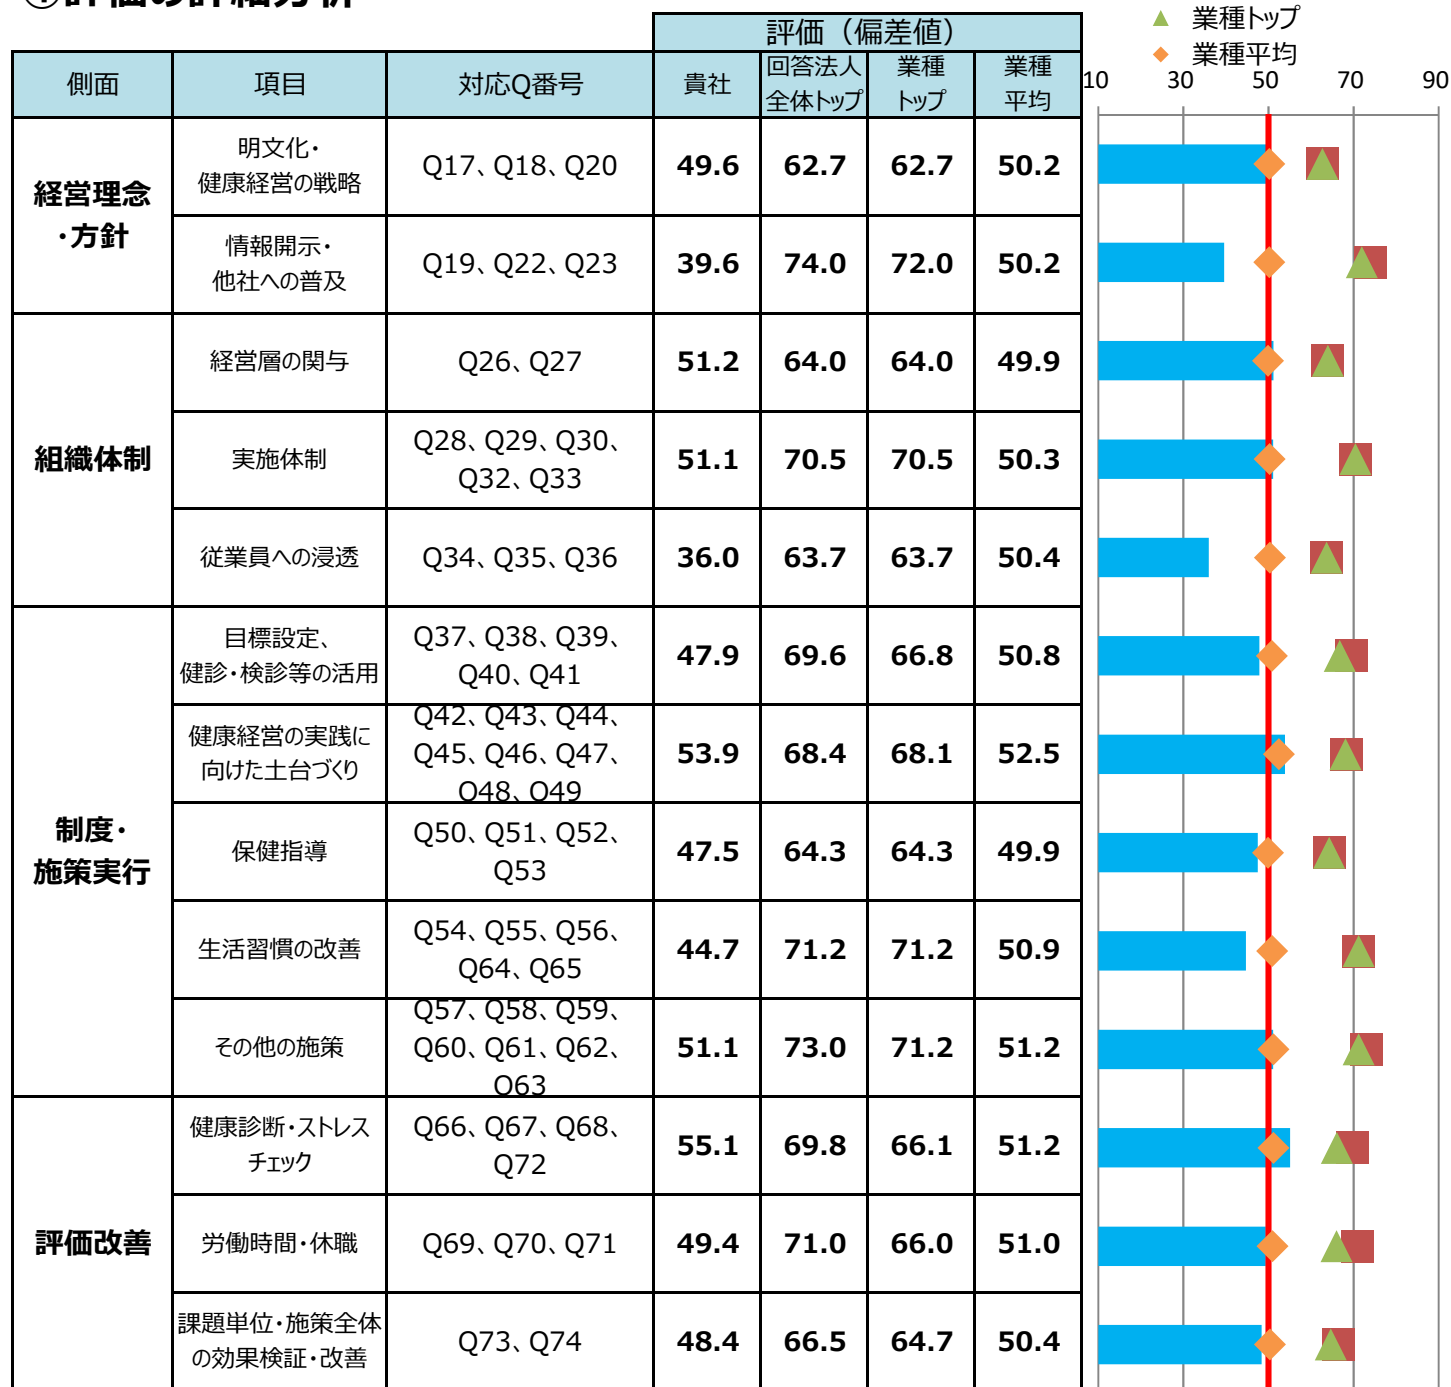 ④評価の詳細分析
▲ 業種トップ
◆ 業種平均
評価（偏差値）
側面 項目 対応Q番号 貴社 回答法人 業種 業種
全体トップ トップ 平均
10 30 50 70 90
経営理念
・方針
明文化・
健康経営の戦略
Q17、Q18、Q20
49.6 62.7 62.7 50.2
情報開示・
他社への普及
Q19、Q22、Q23
39.6 74.0 72.0 50.2
組織体制
経営層の関与
Q26、Q27
51.2 64.0 64.0 49.9
実施体制
Q28、Q29、Q30、
Q32、Q33
51.1 70.5 70.5 50.3
従業員への浸透
Q34、Q35、Q36
36.0 63.7 63.7 50.4
制度・
施策実行
目標設定、
健診・検診等の活用
Q37、Q38、Q39、
Q40、Q41
47.9 69.6 66.8 50.8
健康経営の実践に
向けた土台づくり
Q42、Q43、Q44、
Q45、Q46、Q47、
Q48、Q49
53.9 68.4 68.1 52.5
保健指導
Q50、Q51、Q52、
Q53
47.5 64.3 64.3 49.9
生活習慣の改善
Q54、Q55、Q56、
Q64、Q65
44.7 71.2 71.2 50.9
その他の施策
Q57、Q58、Q59、
Q60、Q61、Q62、
Q63
51.1 73.0 71.2 51.2
評価改善
健康診断・ストレス
チェック
Q66、Q67、Q68、
Q72
55.1 69.8 66.1 51.2
労働時間・休職
Q69、Q70、Q71
49.4 71.0 66.0 51.0
課題単位・施策全体
の効果検証・改善
Q73、Q74
48.4 66.5 64.7 50.4